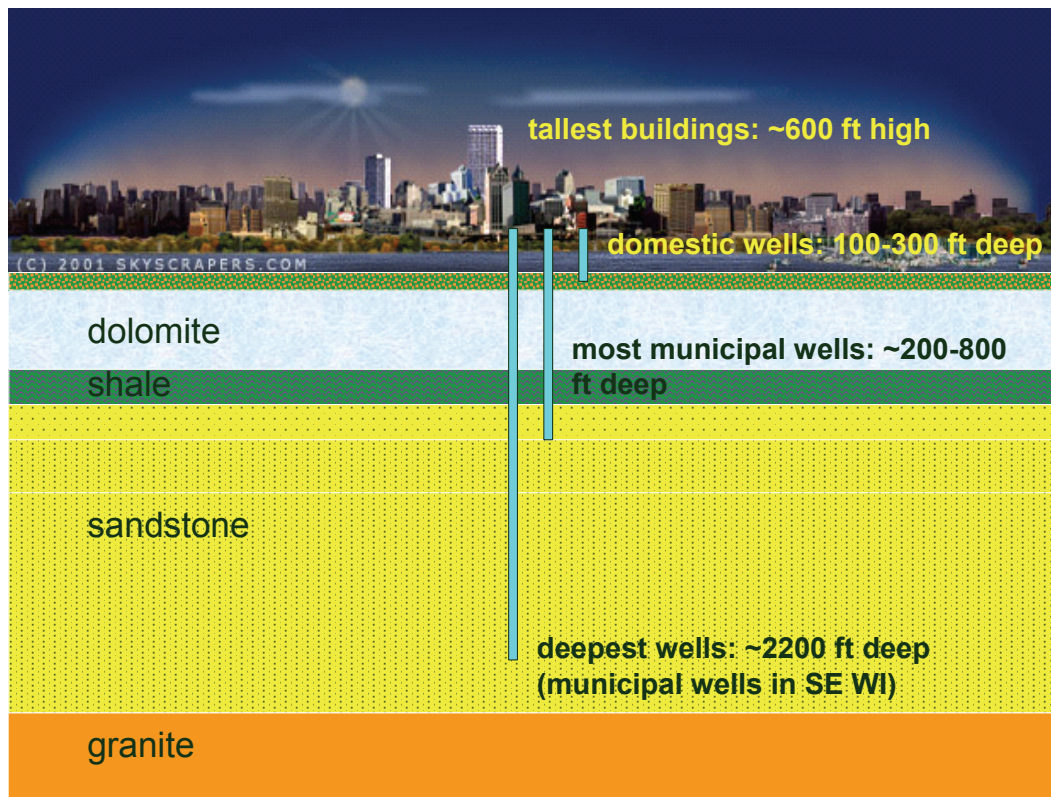 tallest buildings: ~600 ft high
domestic wells: 100-300 ft deep
(C) 2001 SKYSCRAPERS.COM
dolomite
most municipal wells: ~200-800
ft deep
shale
sandstone
deepest wells: ~2200 ft deep
(municipal wells in SE WI)
granite